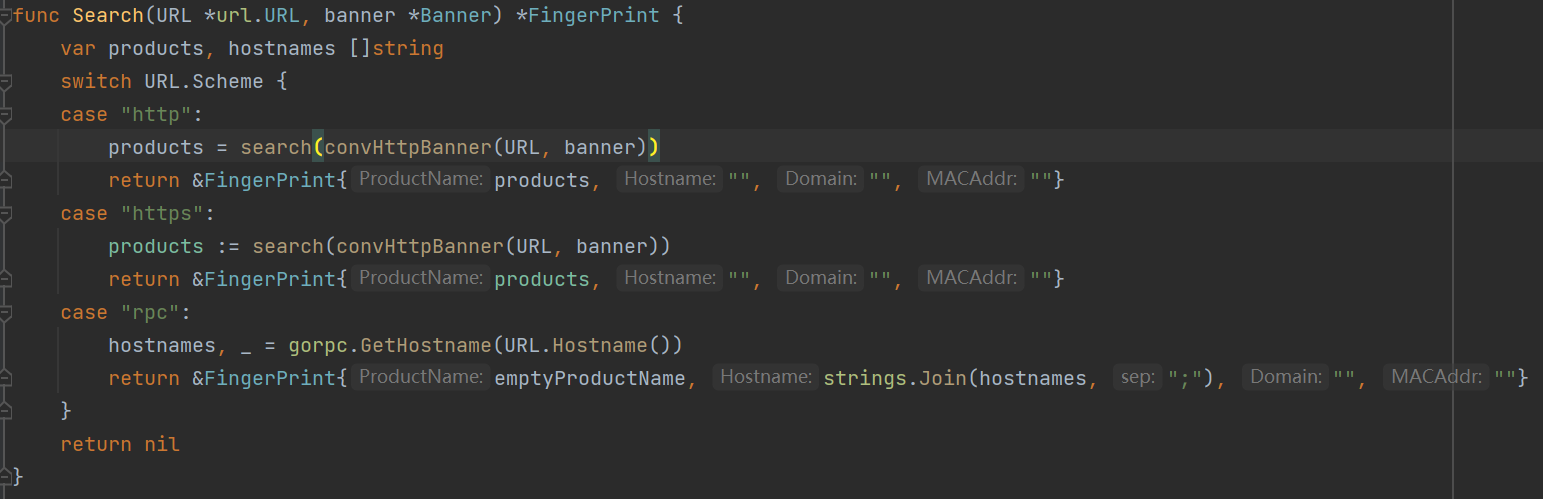 func Search(URL *url.URL, banner *Banner) *FingerPrint {
    var products, hostnames []string
    switch URL.Scheme {
    case "http":
        products = search(convHttpBanner(URL, banner))
        return &FingerPrint{ProductName: products, Hostname: "", Domain: "", MACAddr: ""}
    case "https":
        products := search(convHttpBanner(URL, banner))
        return &FingerPrint{ProductName: products, Hostname: "", Domain: "", MACAddr: ""}
    case "rpc":
        hostnames, _ = gorpc.GetHostname(URL.Hostname())
        return &FingerPrint{ProductName: emptyProductName, Hostname: strings.Join(hostnames, sep: ";"), Domain: "", MACAddr: ""}
    }
    return nil
}